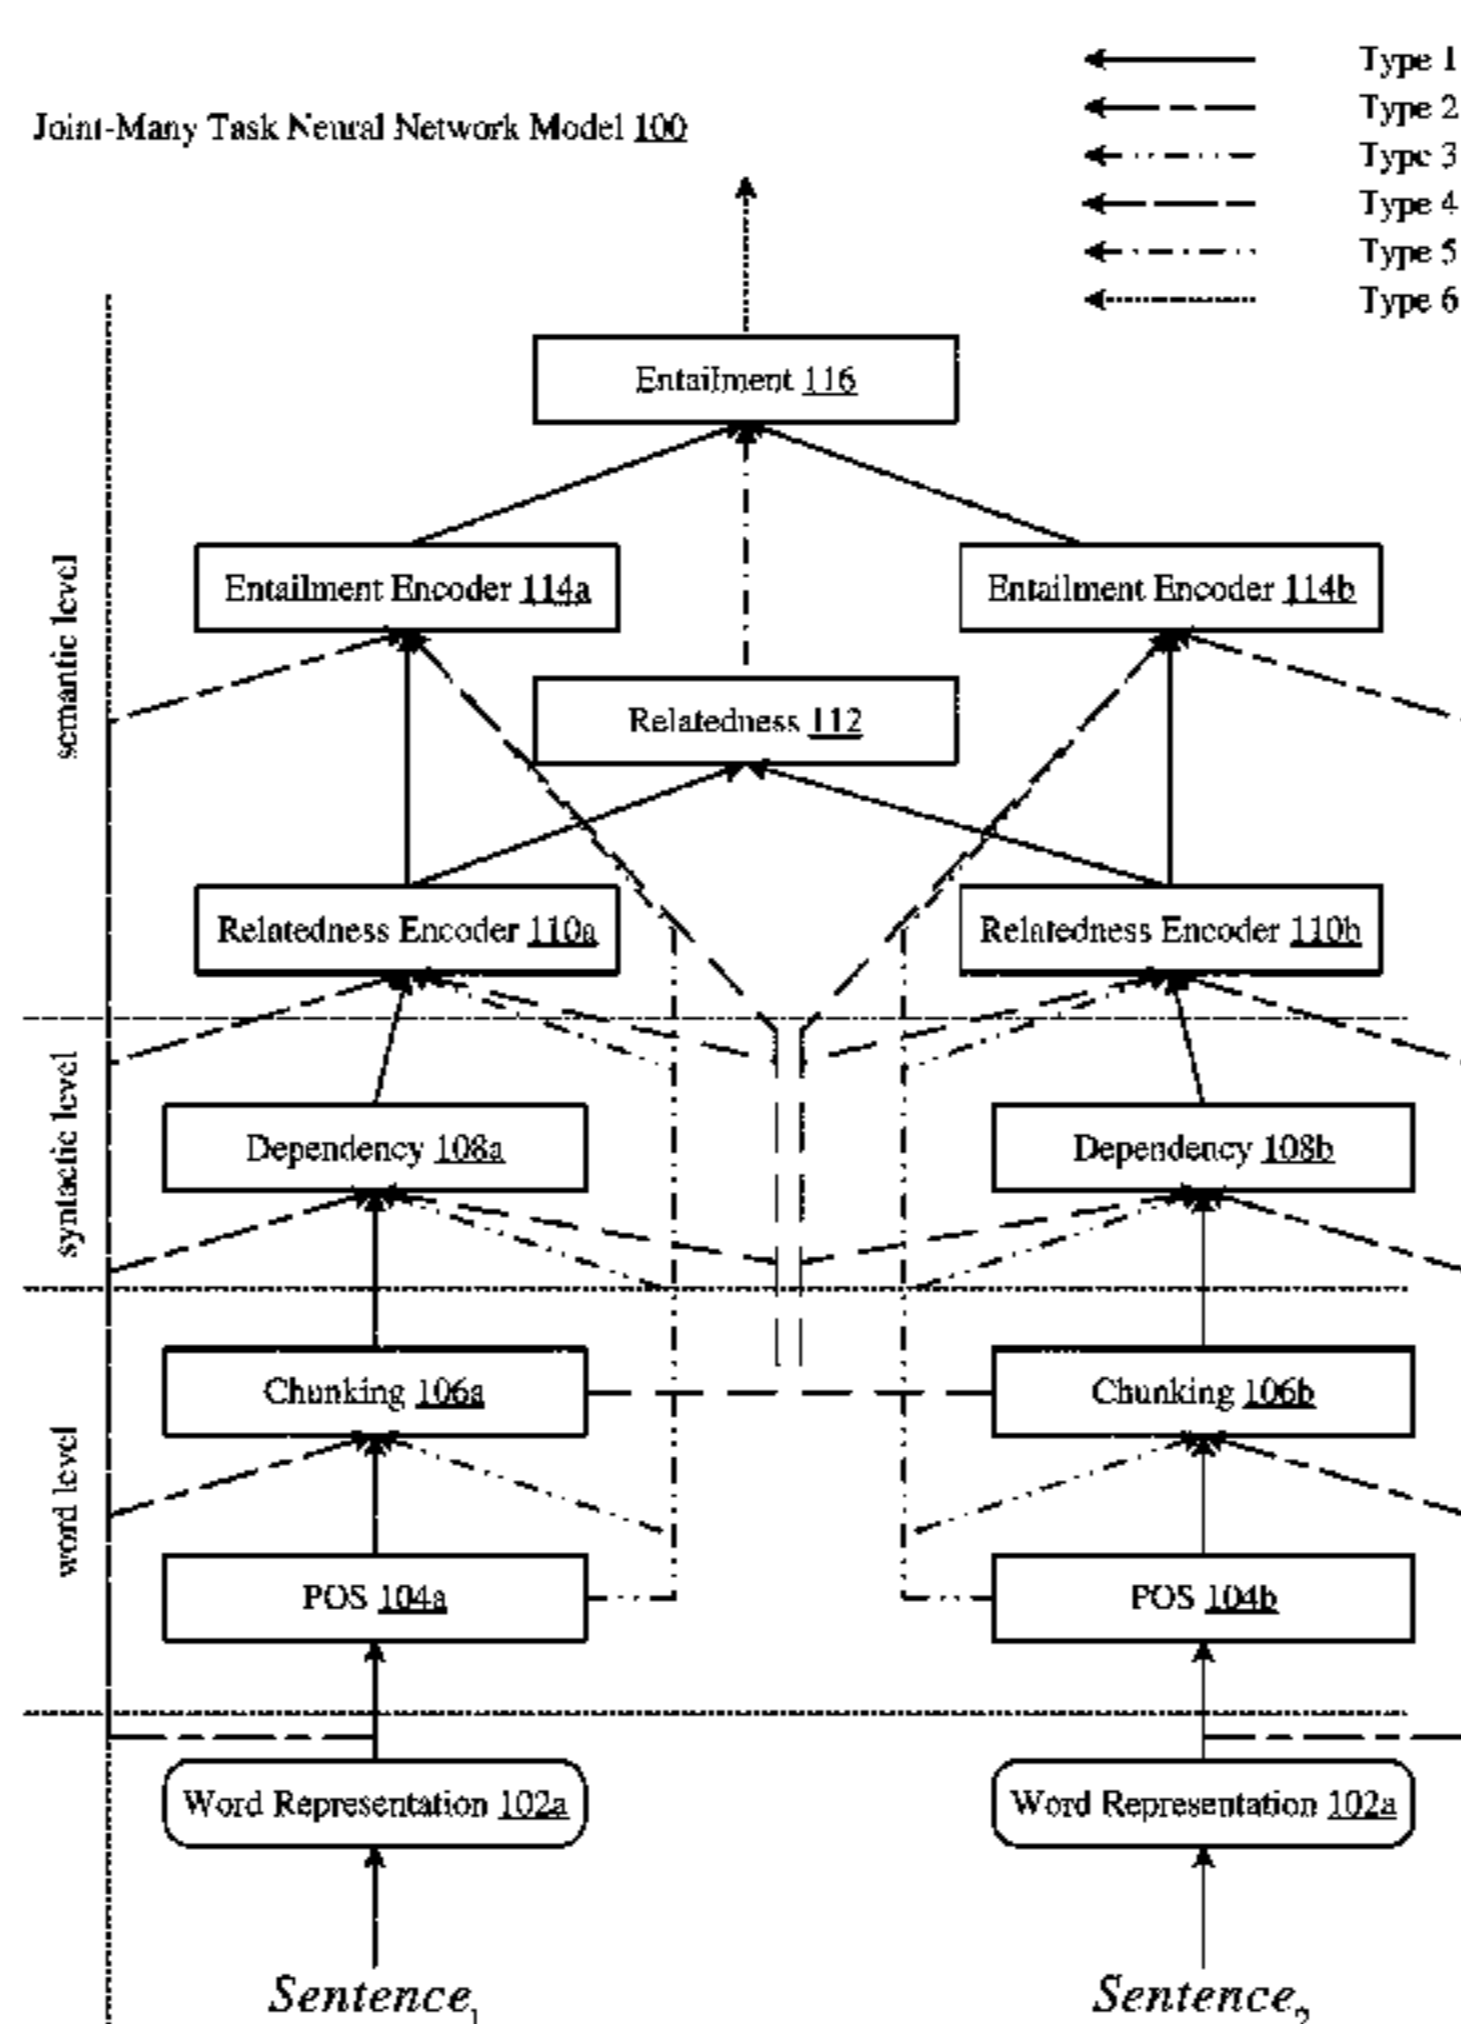 Type 1
Type 2
Joint-Many Task Neural Network Model 100
Type 3
Type 4
Type 5
Type 6
Entailment 116
semantic level
Entailment Encoder 114a
Entailment Encoder 114b
Relatedness 112
Relatedness Encoder 110a
Relatedness Encoder 110b
syntactic level
Dependency 108a
Dependency 108b
word level
Chunking 106a
Chunking 106b
POS 104a
POS 104b
Word Representation 102a
Word Representation 102a
Sentence1
Sentence2